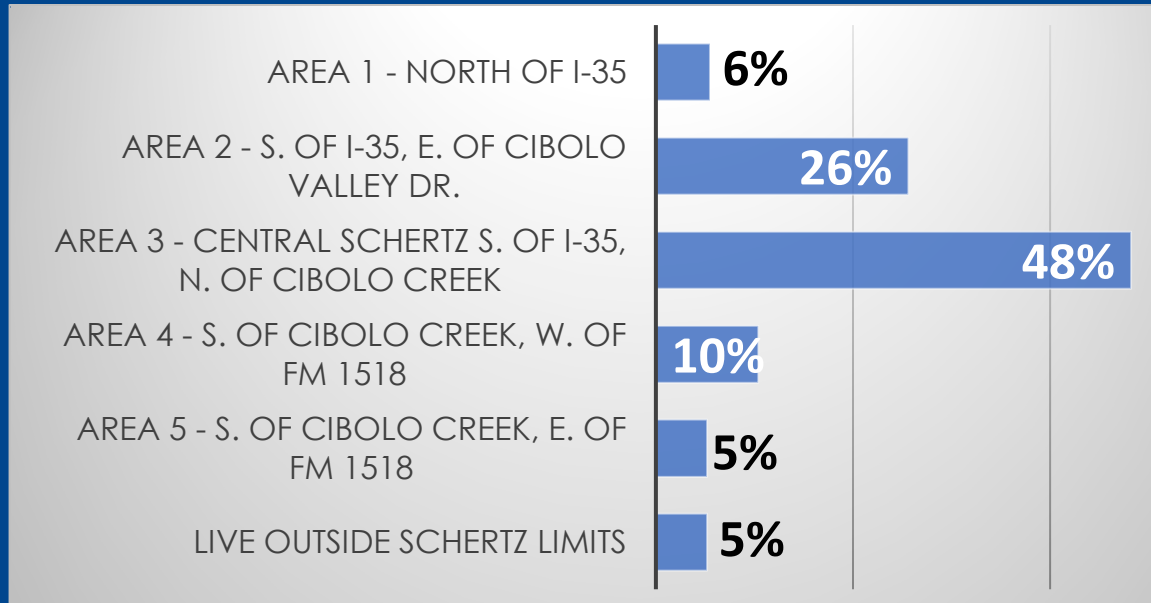 AREA 1 - NORTH OF I-35
6%
AREA 2 - S. OF I-35, E. OF CIBOLO
VALLEY DR.
26%
AREA 3 - CENTRAL SCHERTZ S. OF I-35,
N. OF CIBOLO CREEK
48%
AREA 4 - S. OF CIBOLO CREEK, W. OF
FM 1518
10%
AREA 5 - S. OF CIBOLO CREEK, E. OF
FM 1518
5%
LIVE OUTSIDE SCHERTZ LIMITS
5%